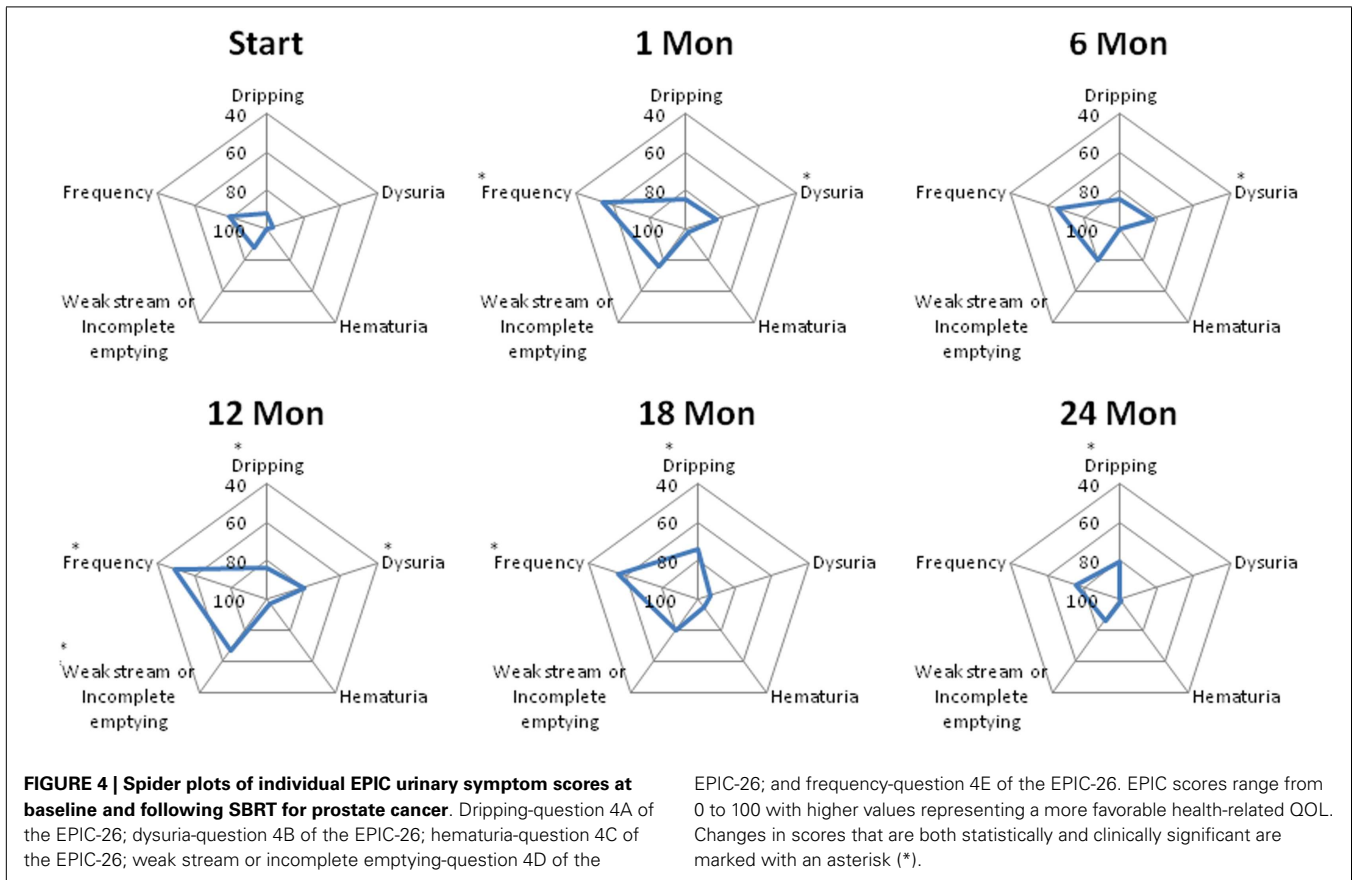 Start
Dripping
40
60
Frequency
80
Dysuria
100
Weak stream or
Incomplete
emptying
Hematuria
1 Mon
Dripping
40
60
*
Frequency
80
*
Dysuria
100
Weak stream or
Incomplete
emptying
Hematuria
6 Mon
Dripping
40
60
Frequency
80
*
Dysuria
100
Weak stream or
Incomplete
emptying
Hematuria
12 Mon
*
Dripping
40
60
*
Frequency
80
*
Dysuria
100
*
Weak stream or
Incomplete
emptying
Hematuria
18 Mon
*
Dripping
40
60
*
Frequency
80
Dysuria
100
Weak stream or
Incomplete
emptying
Hematuria
24 Mon
*
Dripping
40
60
Frequency
80
Dysuria
100
Weak stream or
Incomplete
emptying
Hematuria
FIGURE 4 | Spider plots of individual EPIC urinary symptom scores at
baseline and following SBRT for prostate cancer. Dripping-question 4A of
the EPIC-26; dysuria-question 4B of the EPIC-26; hematuria-question 4C of
the EPIC-26; weak stream or incomplete emptying-question 4D of the
EPIC-26; and frequency-question 4E of the EPIC-26. EPIC scores range from
0 to 100 with higher values representing a more favorable health-related QOL.
Changes in scores that are both statistically and clinically significant are
marked with an asterisk (*).